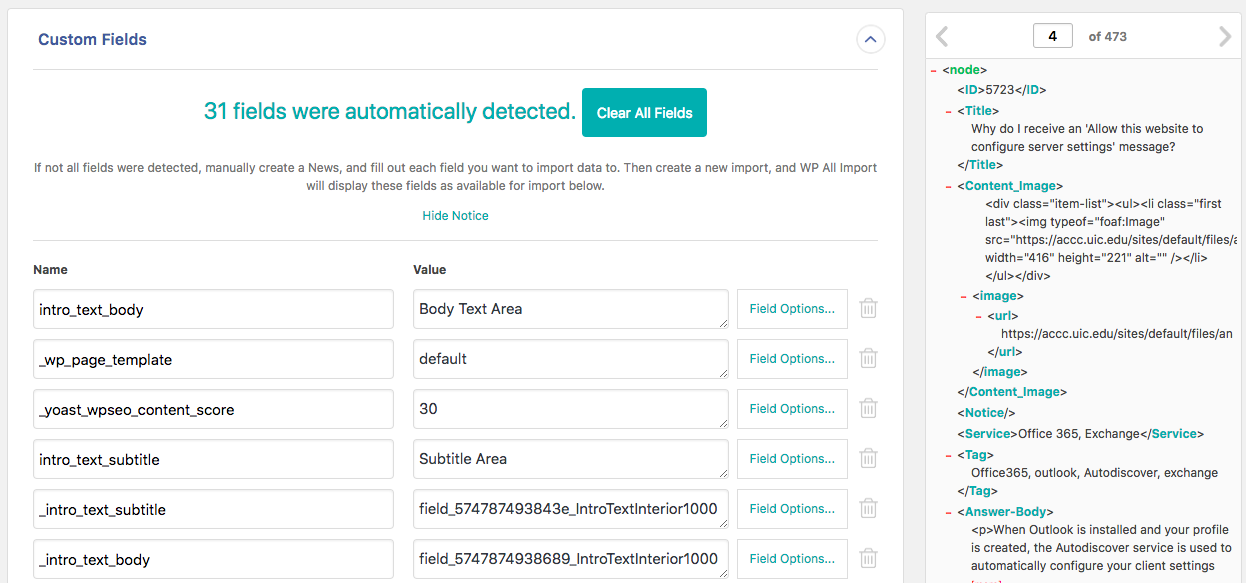 Custom Fields
31 fields were automatically detected. Clear All Fields
If not all fields were detected, manually create a News, and fill out each field you want to import data to. Then create a new import, and WP All Import
will display these fields as available for import below.
Hide Notice
Name Value
intro_text_body Body Text Area Field Options...
_wp_page_template default Field Options...
_yoast_wpseo_content_score 30 Field Options...
intro_text_subtitle Subtitle Area Field Options...
_intro_text_subtitle field_574787493843e_IntroTextInterior1000 Field Options...
_intro_text_body field_5747874938689_IntroTextInterior1000 Field Options...
4 of 473
<node>
<ID>5723</ID>
<Title>
Why do I receive an 'Allow this website to
configure server settings' message?
</Title>
<Content_Image>
<div class="item-list"><ul><li class="first
last"><img typeof="foaf:Image"
src="https://accc.uic.edu/sites/default/files/
width="416" height="221" alt="" /></li>
</ul></div>
<image>
<url>
https://accc.uic.edu/sites/default/files/an
</url>
</image>
</Content_Image>
<Notice/>
<Service>Office 365, Exchange</Service>
<Tag>
Office365, outlook, Autodiscover, exchange
</Tag>
<Answer-Body>
<p>When Outlook is installed and your profile
is created, the Autodiscover service is used to
automatically configure your client settings